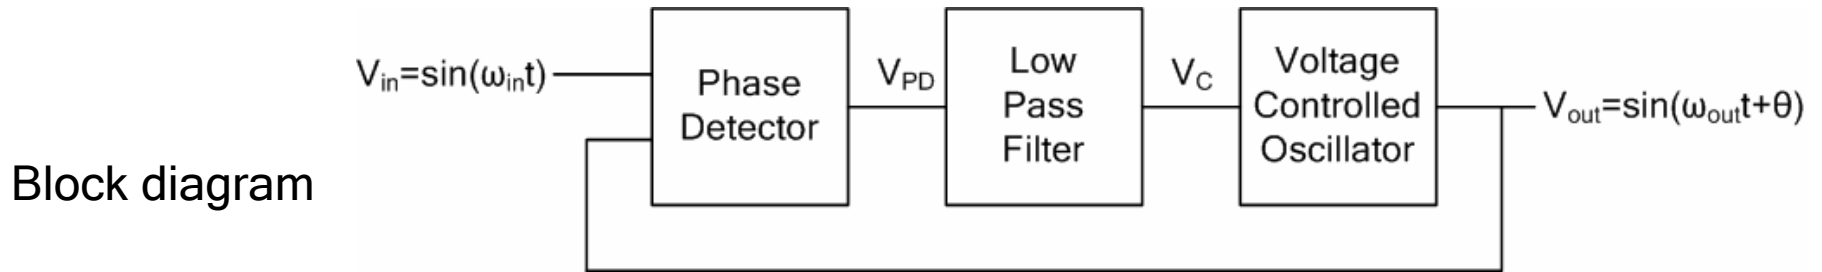 V_in=sin(ω_in t)
Phase
Detector
V_PD
Low
Pass
Filter
V_C
Voltage
Controlled
Oscillator
V_out=sin(ω_out t+θ)
Block diagram